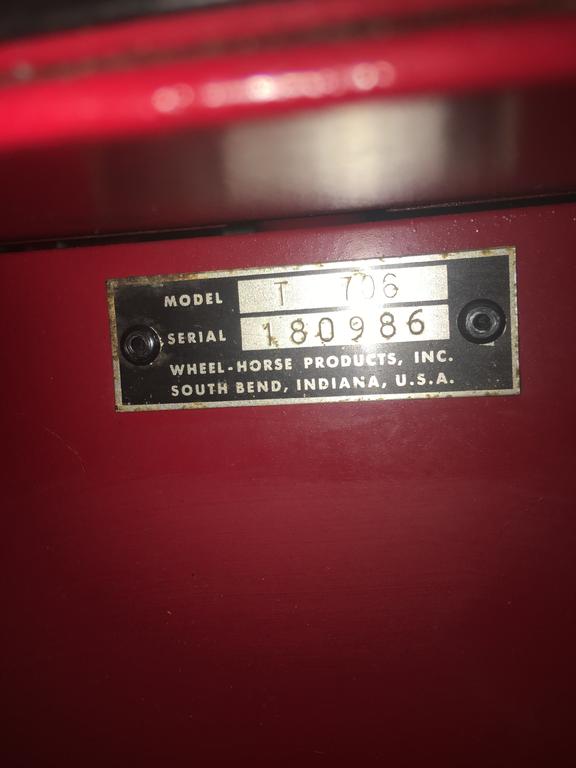 MODEL T 706
SERIAL 180986
WHEEL-HORSE PRODUCTS, INC.
SOUTH BEND, INDIANA, U.S.A.